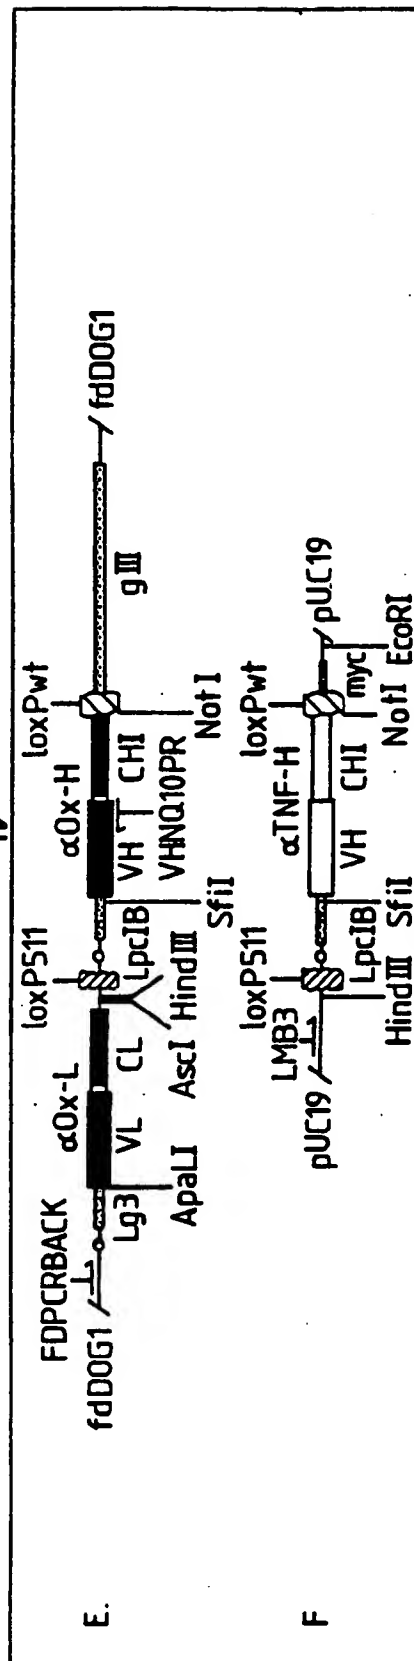 E.
FDPCRBACK
fdDOG1
Lg3
ApaLI
αOx-L
VL
CL
AscI
HindIII
loxP511
LpcIB
SfiI
αOx-H
VH
CHI
VHNQ10PR
loxPwt
NotI
gIII
fdDOG1
F
pUC19
LMB3
HindIII
loxP511
LpcIB
SfiI
αTNF-H
VH
CHI
loxPwt
NotI
myc
EcoRI
pUC19